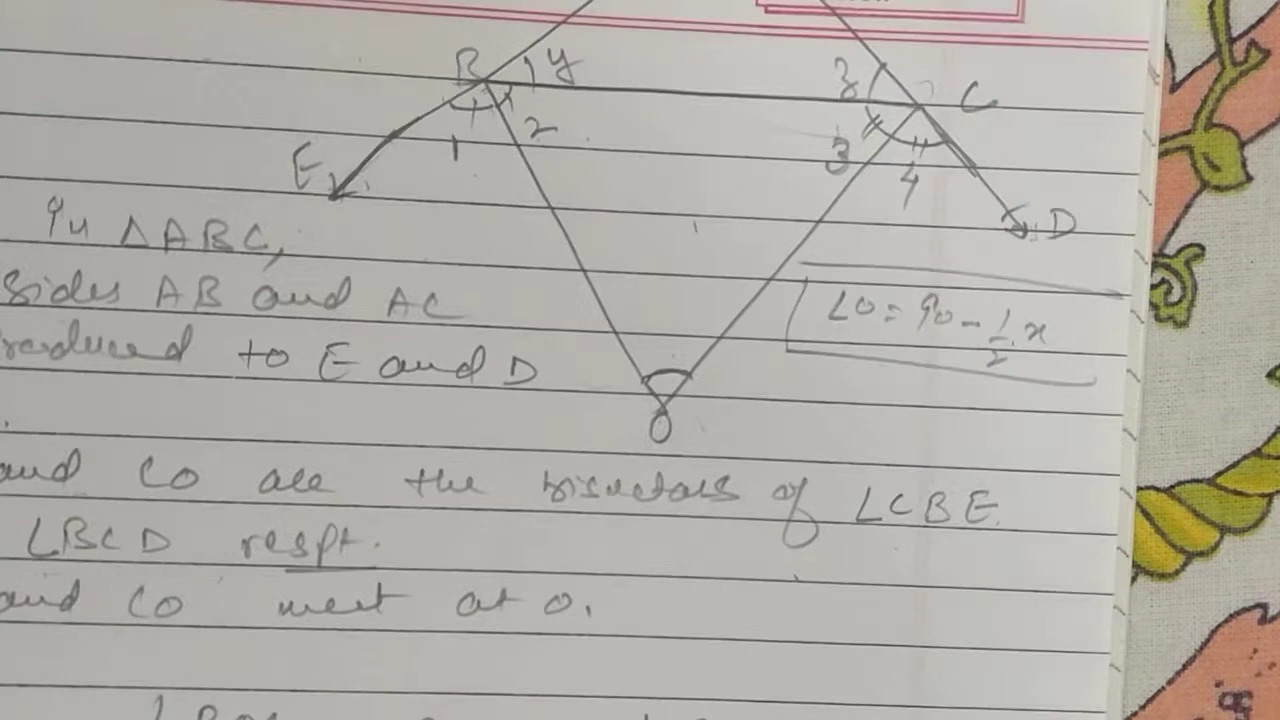 B y z C
1 2 3 4
E D
In △ABC,
Sides AB and AC
roduced to E and D
∠O = 90 - 1/2 x
O
and CO are the bisectors of ∠CBE
∠BCD respt.
and CO meet at O.